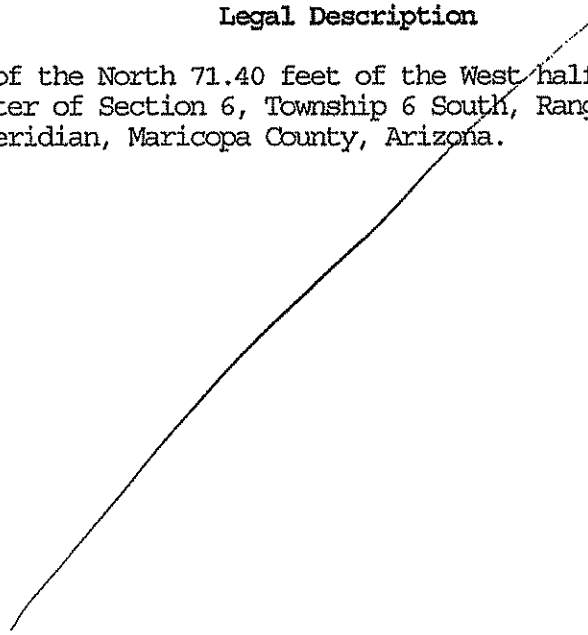 Legal Description
of the North 71.40 feet of the West half
ter of Section 6, Township 6 South, Rang
eridian, Maricopa County, Arizona.